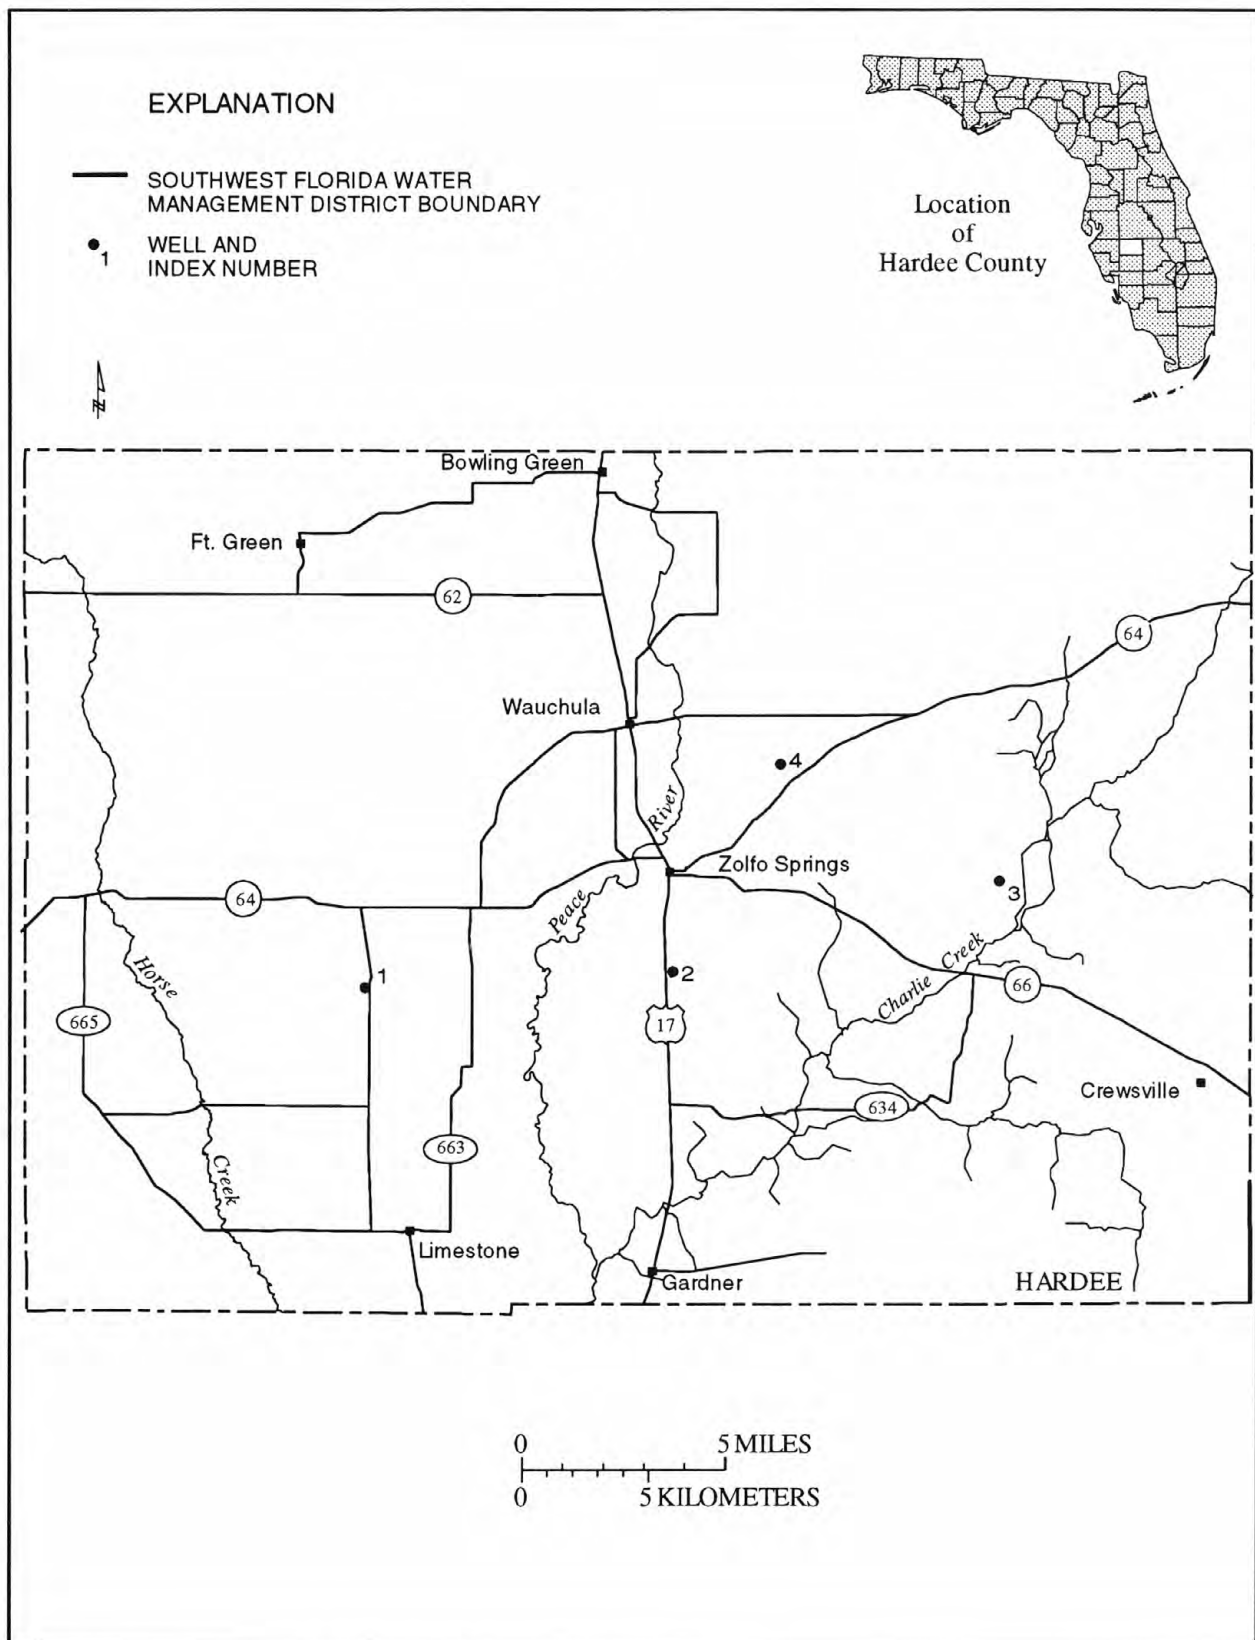 EXPLANATION
SOUTHWEST FLORIDA WATER
MANAGEMENT DISTRICT BOUNDARY
1
WELL AND
INDEX NUMBER
N
Location
of
Hardee County
Bowling Green
Ft. Green
62
64
Wauchula
4
River
Zolfo Springs
3
64
Peace
Horse
1
2
Charlie Creek
66
665
17
Crewsville
634
663
Creek
Limestone
Gardner
HARDEE
0 5 MILES
0 5 KILOMETERS